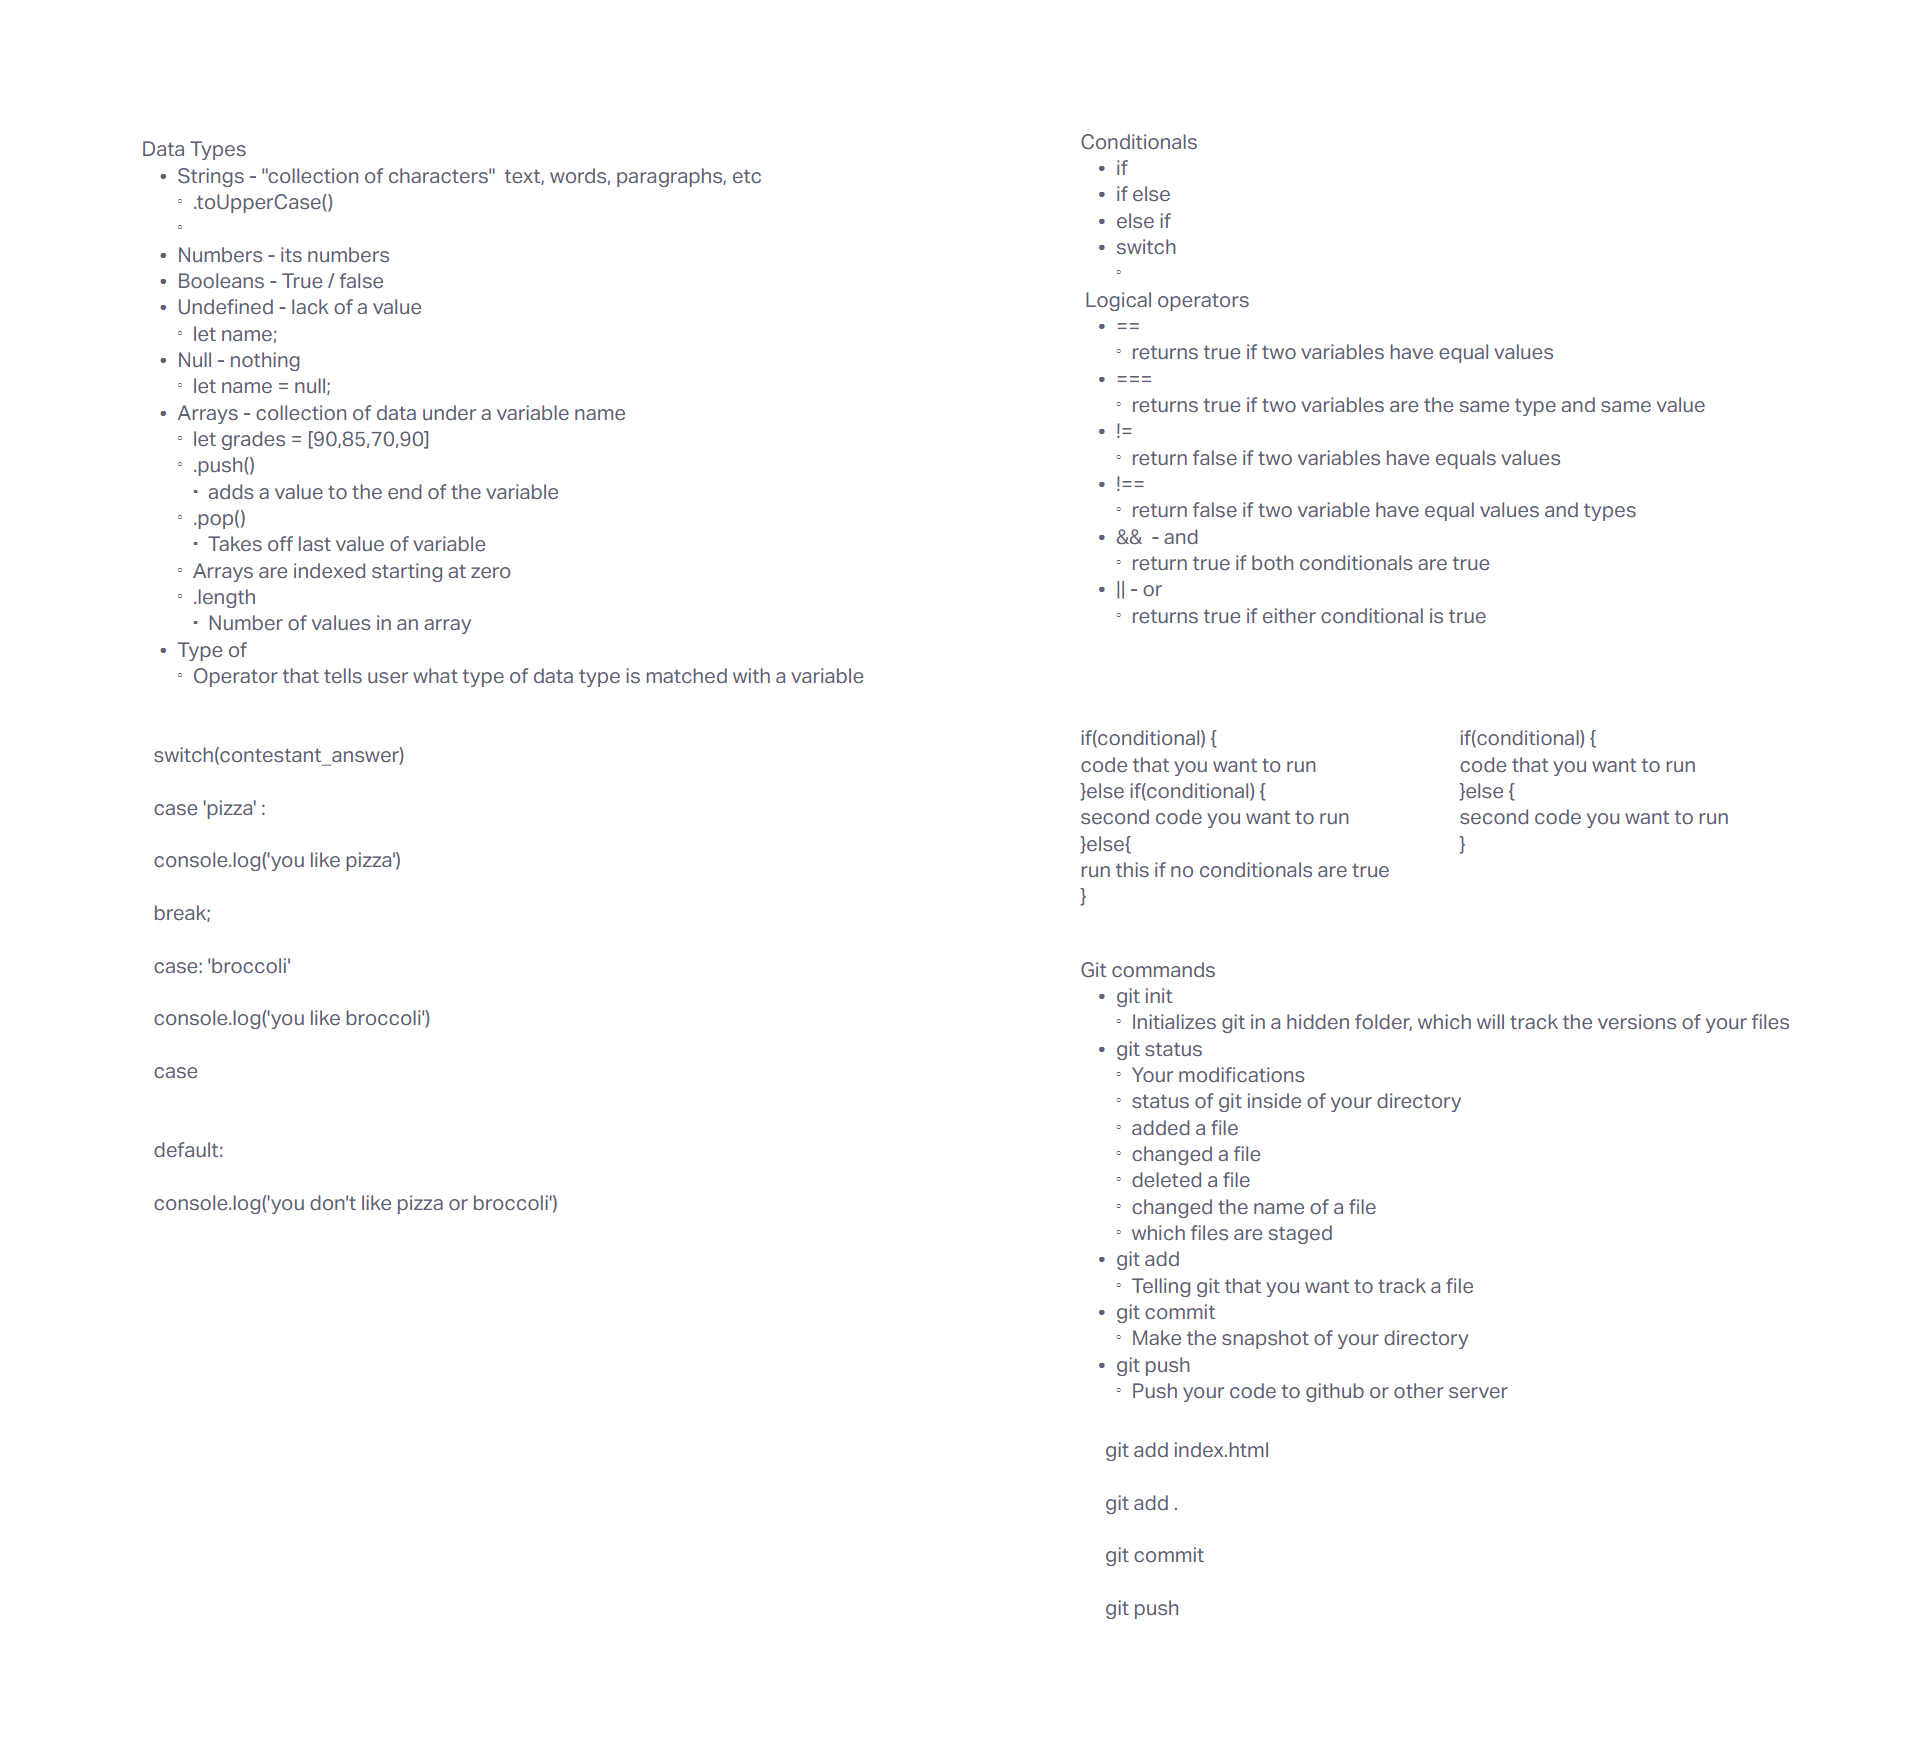 Data Types
• Strings - "collection of characters"  text, words, paragraphs, etc
◦ .toUpperCase()
◦
• Numbers - its numbers
• Booleans - True / false
• Undefined - lack of a value
◦ let name;
• Null - nothing
◦ let name = null;
• Arrays - collection of data under a variable name
◦ let grades = [90,85,70,90]
◦ .push()
▪ adds a value to the end of the variable
◦ .pop()
▪ Takes off last value of variable
◦ Arrays are indexed starting at zero
◦ .length
▪ Number of values in an array
• Type of
◦ Operator that tells user what type of data type is matched with a variable
switch(contestant_answer)
case 'pizza' :
console.log('you like pizza')
break;
case: 'broccoli'
console.log('you like broccoli')
case
default:
console.log('you don't like pizza or broccoli')
Conditionals
• if
• if else
• else if
• switch
◦
Logical operators
• ==
◦ returns true if two variables have equal values
• ===
◦ returns true if two variables are the same type and same value
• !=
◦ return false if two variables have equals values
• !==
◦ return false if two variable have equal values and types
• &&  - and
◦ return true if both conditionals are true
• || - or
◦ returns true if either conditional is true
if(conditional) {
code that you want to run
}else if(conditional) {
second code you want to run
}else{
run this if no conditionals are true
}
if(conditional) {
code that you want to run
}else {
second code you want to run
}
Git commands
• git init
◦ Initializes git in a hidden folder, which will track the versions of your files
• git status
◦ Your modifications
◦ status of git inside of your directory
◦ added a file
◦ changed a file
◦ deleted a file
◦ changed the name of a file
◦ which files are staged
• git add
◦ Telling git that you want to track a file
• git commit
◦ Make the snapshot of your directory
• git push
◦ Push your code to github or other server
git add index.html
git add .
git commit
git push